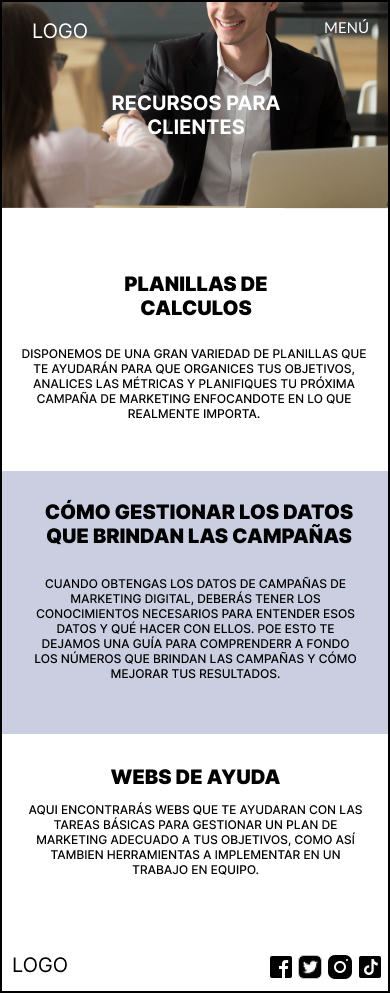 LOGO
MENÚ
RECURSOS PARA
CLIENTES
PLANILLAS DE
CALCULOS
DISPONEMOS DE UNA GRAN VARIEDAD DE PLANILLAS QUE
TE AYUDARÁN PARA QUE ORGANICES TUS OBJETIVOS,
ANALICES LAS MÉTRICAS Y PLANIFIQUES TU PRÓXIMA
CAMPAÑA DE MARKETING ENFOCANDOTE EN LO QUE
REALMENTE IMPORTA.
CÓMO GESTIONAR LOS DATOS
QUE BRINDAN LAS CAMPAÑAS
CUANDO OBTENGAS LOS DATOS DE CAMPAÑAS DE
MARKETING DIGITAL, DEBERÁS TENER LOS
CONOCIMIENTOS NECESARIOS PARA ENTENDER ESOS
DATOS Y QUÉ HACER CON ELLOS. POE ESTO TE
DEJAMOS UNA GUÍA PARA COMPRENDERR A FONDO
LOS NÚMEROS QUE BRINDAN LAS CAMPAÑAS Y CÓMO
MEJORAR TUS RESULTADOS.
WEBS DE AYUDA
AQUI ENCONTRARÁS WEBS QUE TE AYUDARAN CON LAS
TAREAS BÁSICAS PARA GESTIONAR UN PLAN DE
MARKETING ADECUADO A TUS OBJETIVOS, COMO ASÍ
TAMBIEN HERRAMIENTAS A IMPLEMENTAR EN UN
TRABAJO EN EQUIPO.
LOGO